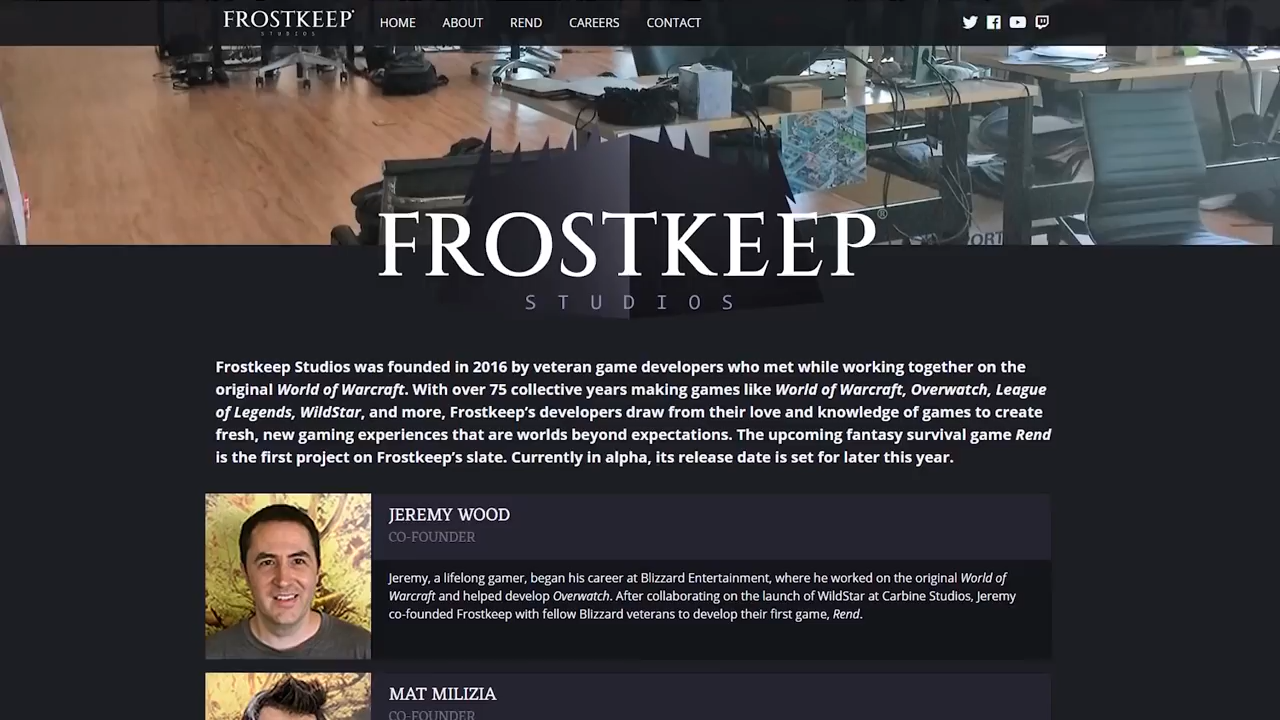 FROSTKEEP®
STUDIOS
HOME
ABOUT
REND
CAREERS
CONTACT
FROSTKEEP®
STUDIOS
Frostkeep Studios was founded in 2016 by veteran game developers who met while working together on the
original World of Warcraft. With over 75 collective years making games like World of Warcraft, Overwatch, League
of Legends, WildStar, and more, Frostkeep’s developers draw from their love and knowledge of games to create
fresh, new gaming experiences that are worlds beyond expectations. The upcoming fantasy survival game Rend
is the first project on Frostkeep’s slate. Currently in alpha, its release date is set for later this year.
JEREMY WOOD
CO-FOUNDER
Jeremy, a lifelong gamer, began his career at Blizzard Entertainment, where he worked on the original World of
Warcraft and helped develop Overwatch. After collaborating on the launch of WildStar at Carbine Studios, Jeremy
co-founded Frostkeep with fellow Blizzard veterans to develop their first game, Rend.
MAT MILIZIA
CO-FOUNDER